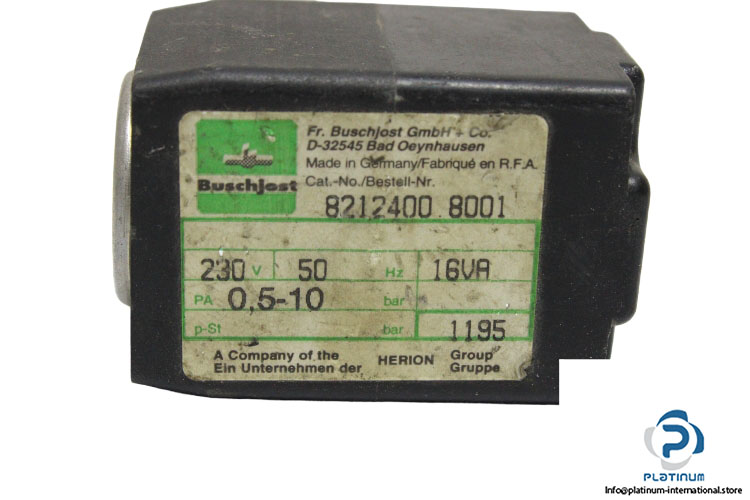 Fr. Buschjost GmbH + Co.
D-32545 Bad Oeynhausen
Made in Germany/Fabriqué en R.F.A.
Buschjost
Cat.-No./Bestell-Nr.
8212400.8001
230 V 50 Hz 16VA
PA 0,5-10 bar
p-St bar 1195
A Company of the HERION Group
Ein Unternehmen der Gruppe
PLATINUM
Info@platinum-international.store